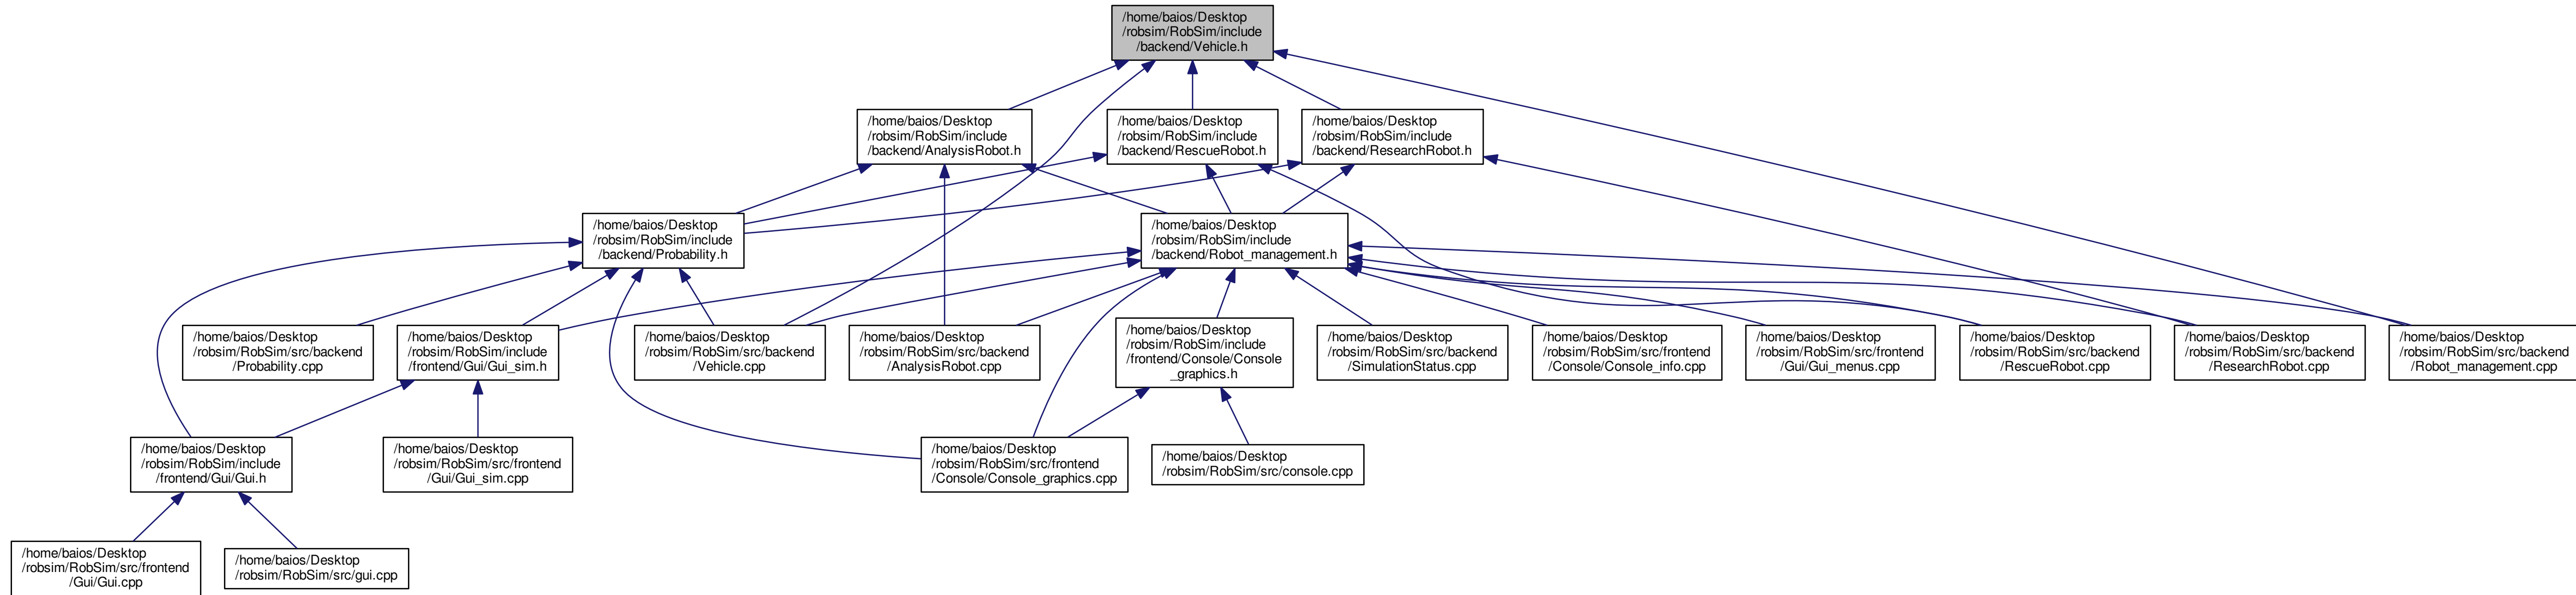 /home/baios/Desktop
/robsim/RobSim/include
/backend/Vehicle.h
/home/baios/Desktop
/robsim/RobSim/include
/backend/AnalysisRobot.h
/home/baios/Desktop
/robsim/RobSim/include
/backend/RescueRobot.h
/home/baios/Desktop
/robsim/RobSim/include
/backend/ResearchRobot.h
/home/baios/Desktop
/robsim/RobSim/include
/backend/Probability.h
/home/baios/Desktop
/robsim/RobSim/include
/backend/Robot_management.h
/home/baios/Desktop
/robsim/RobSim/src/backend
/Probability.cpp
/home/baios/Desktop
/robsim/RobSim/include
/frontend/Gui/Gui_sim.h
/home/baios/Desktop
/robsim/RobSim/src/backend
/Vehicle.cpp
/home/baios/Desktop
/robsim/RobSim/src/backend
/AnalysisRobot.cpp
/home/baios/Desktop
/robsim/RobSim/include
/frontend/Console/Console
_graphics.h
/home/baios/Desktop
/robsim/RobSim/src/backend
/SimulationStatus.cpp
/home/baios/Desktop
/robsim/RobSim/src/frontend
/Console/Console_info.cpp
/home/baios/Desktop
/robsim/RobSim/src/frontend
/Gui/Gui_menus.cpp
/home/baios/Desktop
/robsim/RobSim/src/backend
/RescueRobot.cpp
/home/baios/Desktop
/robsim/RobSim/src/backend
/ResearchRobot.cpp
/home/baios/Desktop
/robsim/RobSim/src/backend
/Robot_management.cpp
/home/baios/Desktop
/robsim/RobSim/include
/frontend/Gui/Gui.h
/home/baios/Desktop
/robsim/RobSim/src/frontend
/Gui/Gui_sim.cpp
/home/baios/Desktop
/robsim/RobSim/src/frontend
/Console/Console_graphics.cpp
/home/baios/Desktop
/robsim/RobSim/src/console.cpp
/home/baios/Desktop
/robsim/RobSim/src/frontend
/Gui/Gui.cpp
/home/baios/Desktop
/robsim/RobSim/src/gui.cpp